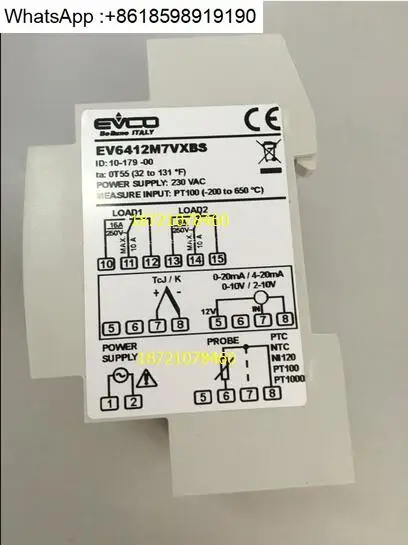 WhatsApp :+8618598919190
EVCO
Bellune ITALY
CE
EV6412M7VXBS
ID: 10-179 -00
ta: 0T55 (32 to 131 °F)
POWER SUPPLY: 230 VAC
MEASURE INPUT: PT100 (-200 to 650 °C)
LOAD1 LOAD2
18721079460
16A
250V MAX 10 A 250V MAX 10 A
10 11 12 13 14 15
TcJ / K
0-20mA / 4-20mA
0-10V / 2-10V
+ -
12V IN
5 6 7 8 5 6 7 8
POWER
SUPPLY
PROBE
18721079460
PTC
NTC
NI120
PT100
PT1000
1 2 5 6 7 8